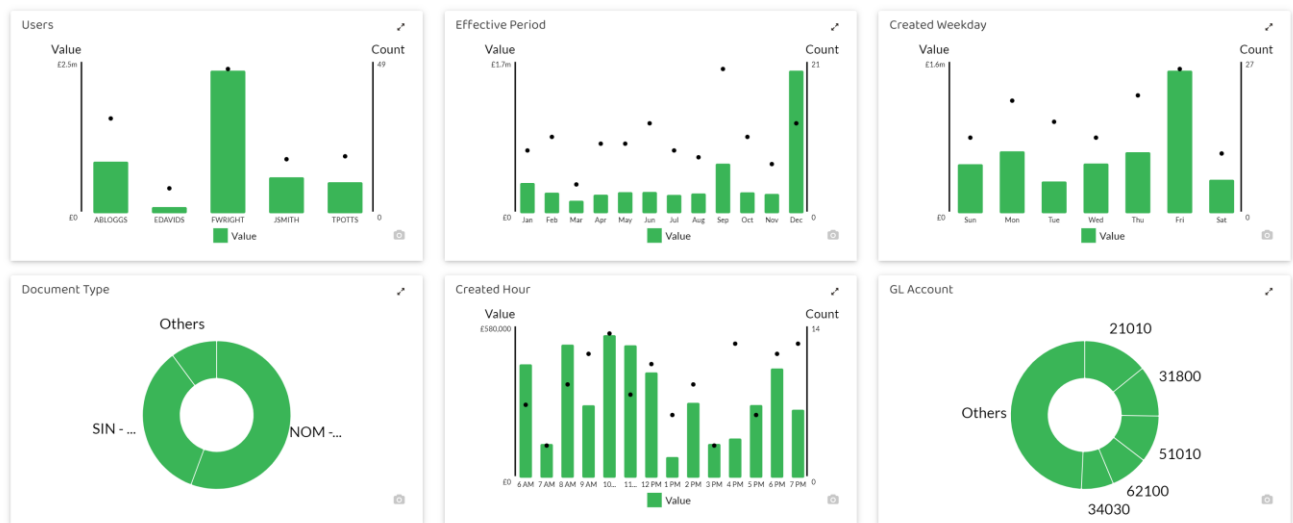 Users
Value Count
£2.5m 49
£0 0
ABLOGGS EDAVIDS FWRIGHT JSMITH TPOTTS
Value
Effective Period
Value Count
£1.7m 21
£0 0
Jan Feb Mar Apr May Jun Jul Aug Sep Oct Nov Dec
Value
Created Weekday
Value Count
£1.6m 27
£0 0
Sun Mon Tue Wed Thu Fri Sat
Value
Document Type
Others
SIN - ...
NOM -...
Created Hour
Value Count
£580,000 14
£0 0
6 AM 7 AM 8 AM 9 AM 10... 11... 12 PM 1 PM 2 PM 3 PM 4 PM 5 PM 6 PM 7 PM
Value
GL Account
21010
31800
Others
51010
62100
34030